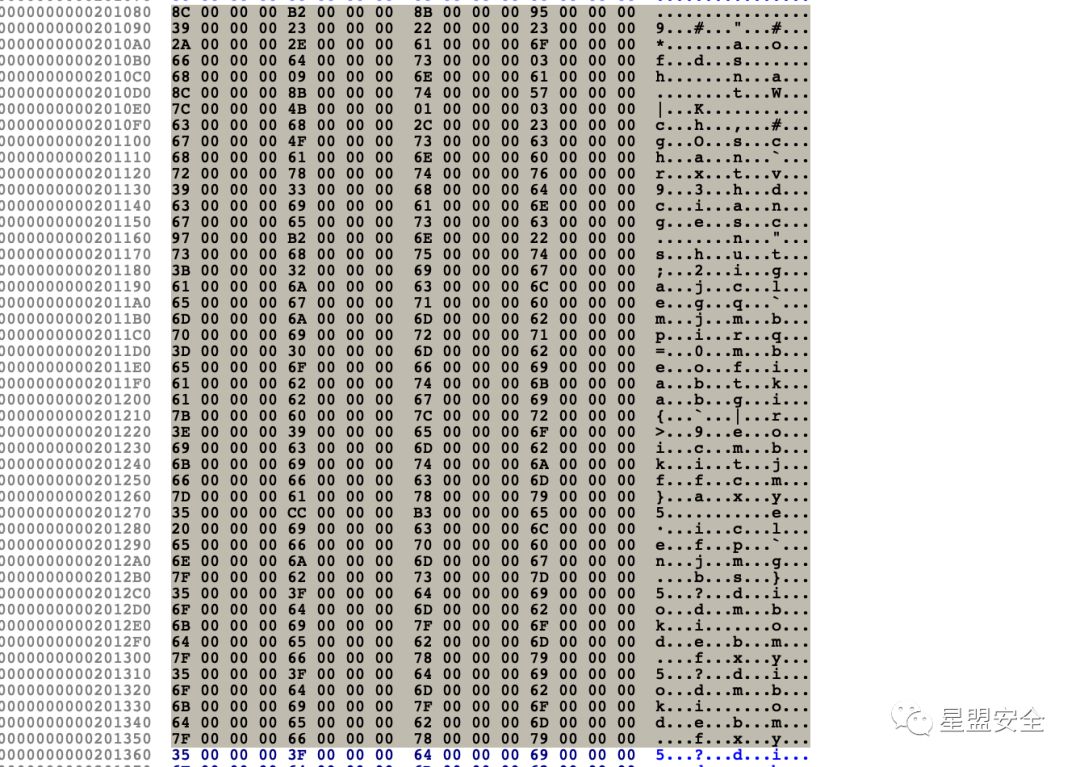 0000000000201080 8C 00 00 00 B2 00 00 00 8B 00 00 00 95 00 00 00 ................
0000000000201090 39 00 00 00 23 00 00 00 22 00 00 00 23 00 00 00 9...#..."...#...
00000000002010A0 2A 00 00 00 2E 00 00 00 61 00 00 00 6F 00 00 00 *.......a...o...
00000000002010B0 66 00 00 00 64 00 00 00 73 00 00 00 03 00 00 00 f...d...s.......
00000000002010C0 68 00 00 00 09 00 00 00 6E 00 00 00 61 00 00 00 h.......n...a...
00000000002010D0 8C 00 00 00 8B 00 00 00 74 00 00 00 57 00 00 00 ........t...W...
00000000002010E0 7C 00 00 00 4B 00 00 00 01 00 00 00 03 00 00 00 |...K...........
00000000002010F0 63 00 00 00 68 00 00 00 2C 00 00 00 23 00 00 00 c...h...,...#...
0000000000201100 67 00 00 00 4F 00 00 00 73 00 00 00 63 00 00 00 g...O...s...c...
0000000000201110 68 00 00 00 61 00 00 00 6E 00 00 00 60 00 00 00 h...a...n...`...
0000000000201120 72 00 00 00 78 00 00 00 74 00 00 00 76 00 00 00 r...x...t...v...
0000000000201130 39 00 00 00 33 00 00 00 68 00 00 00 64 00 00 00 9...3...h...d...
0000000000201140 63 00 00 00 69 00 00 00 61 00 00 00 6E 00 00 00 c...i...a...n...
0000000000201150 67 00 00 00 65 00 00 00 73 00 00 00 63 00 00 00 g...e...s...c...
0000000000201160 97 00 00 00 B2 00 00 00 6E 00 00 00 22 00 00 00 ........n..."...
0000000000201170 73 00 00 00 68 00 00 00 75 00 00 00 74 00 00 00 s...h...u...t...
0000000000201180 3B 00 00 00 32 00 00 00 69 00 00 00 67 00 00 00 ;...2...i...g...
0000000000201190 61 00 00 00 6A 00 00 00 63 00 00 00 6C 00 00 00 a...j...c...l...
00000000002011A0 65 00 00 00 67 00 00 00 71 00 00 00 60 00 00 00 e...g...q...`...
00000000002011B0 6D 00 00 00 6A 00 00 00 6D 00 00 00 62 00 00 00 m...j...m...b...
00000000002011C0 70 00 00 00 69 00 00 00 72 00 00 00 71 00 00 00 p...i...r...q...
00000000002011D0 3D 00 00 00 30 00 00 00 6D 00 00 00 62 00 00 00 =...0...m...b...
00000000002011E0 65 00 00 00 6F 00 00 00 66 00 00 00 69 00 00 00 e...o...f...i...
00000000002011F0 61 00 00 00 62 00 00 00 74 00 00 00 6B 00 00 00 a...b...t...k...
0000000000201200 61 00 00 00 62 00 00 00 67 00 00 00 69 00 00 00 a...b...g...i...
0000000000201210 7B 00 00 00 60 00 00 00 7C 00 00 00 72 00 00 00 {...`...|...r...
0000000000201220 3E 00 00 00 39 00 00 00 65 00 00 00 6F 00 00 00 >...9...e...o...
0000000000201230 69 00 00 00 63 00 00 00 6D 00 00 00 62 00 00 00 i...c...m...b...
0000000000201240 6B 00 00 00 69 00 00 00 74 00 00 00 6A 00 00 00 k...i...t...j...
0000000000201250 66 00 00 00 66 00 00 00 63 00 00 00 6D 00 00 00 f...f...c...m...
0000000000201260 7D 00 00 00 61 00 00 00 78 00 00 00 79 00 00 00 }...a...x...y...
0000000000201270 35 00 00 00 CC 00 00 00 B3 00 00 00 65 00 00 00 5...........e...
0000000000201280 20 00 00 00 69 00 00 00 63 00 00 00 6C 00 00 00 ·...i...c...l...
0000000000201290 65 00 00 00 66 00 00 00 70 00 00 00 60 00 00 00 e...f...p...`...
00000000002012A0 6E 00 00 00 6A 00 00 00 6D 00 00 00 67 00 00 00 n...j...m...g...
00000000002012B0 7F 00 00 00 62 00 00 00 73 00 00 00 7D 00 00 00 ....b...s...}...
00000000002012C0 35 00 00 00 3F 00 00 00 64 00 00 00 69 00 00 00 5...?...d...i...
00000000002012D0 6F 00 00 00 64 00 00 00 6D 00 00 00 62 00 00 00 o...d...m...b...
00000000002012E0 6B 00 00 00 69 00 00 00 7F 00 00 00 6F 00 00 00 k...i.......o...
00000000002012F0 64 00 00 00 65 00 00 00 62 00 00 00 6D 00 00 00 d...e...b...m...
0000000000201300 7F 00 00 00 66 00 00 00 78 00 00 00 79 00 00 00 ....f...x...y...
0000000000201310 35 00 00 00 3F 00 00 00 64 00 00 00 69 00 00 00 5...?...d...i...
0000000000201320 6F 00 00 00 64 00 00 00 6D 00 00 00 62 00 00 00 o...d...m...b...
0000000000201330 6B 00 00 00 69 00 00 00 7F 00 00 00 6F 00 00 00 k...i.......o...
0000000000201340 64 00 00 00 65 00 00 00 62 00 00 00 6D 00 00 00 d...e...b...m...
0000000000201350 7F 00 00 00 66 00 00 00 78 00 00 00 79 00 00 00 ....f...x...y...
0000000000201360 35 00 00 00 3F 00 00 00 64 00 00 00 69 00 00 00 5...?...d...i...
星盟安全